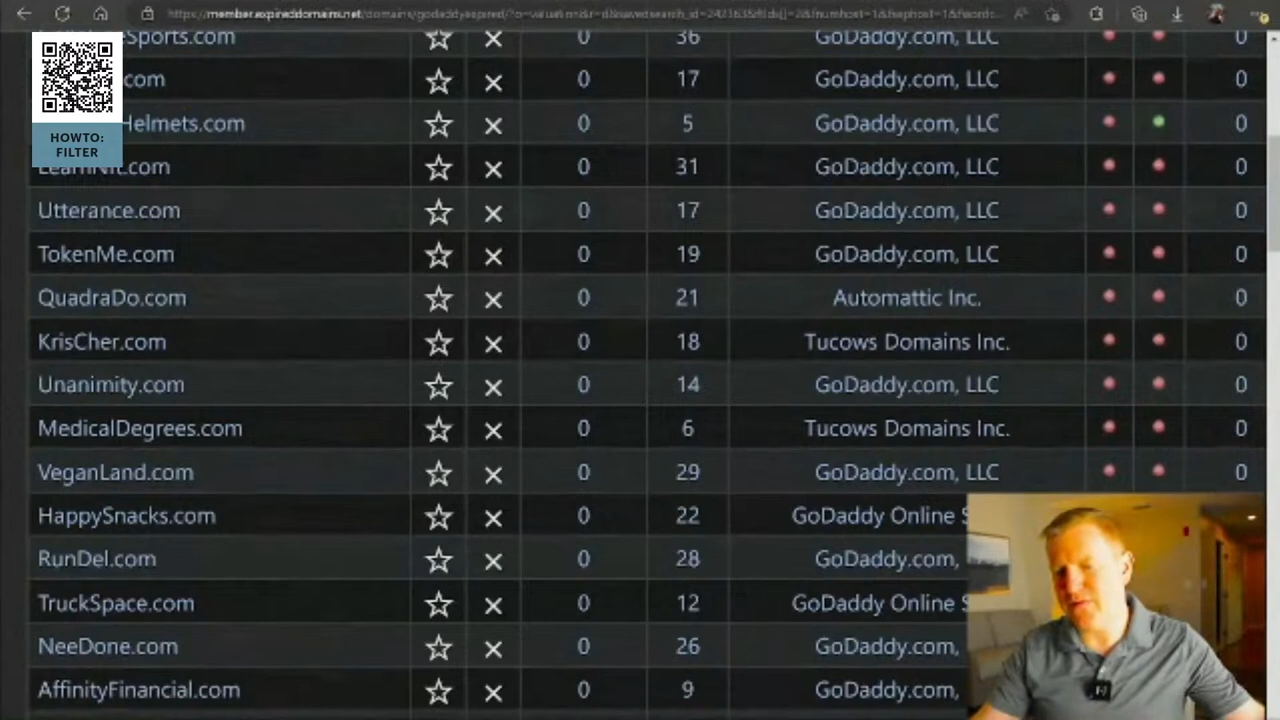 member.expireddomains.net
Sports.com 0 36 GoDaddy.com, LLC 0
.com 0 17 GoDaddy.com, LLC 0
Helmets.com 0 5 GoDaddy.com, LLC 0
HOWTO:
FILTER
LearnNft.com 0 31 GoDaddy.com, LLC 0
Utterance.com 0 17 GoDaddy.com, LLC 0
TokenMe.com 0 19 GoDaddy.com, LLC 0
QuadraDo.com 0 21 Automattic Inc. 0
KrisCher.com 0 18 Tucows Domains Inc. 0
Unanimity.com 0 14 GoDaddy.com, LLC 0
MedicalDegrees.com 0 6 Tucows Domains Inc. 0
VeganLand.com 0 29 GoDaddy.com, LLC 0
HappySnacks.com 0 22 GoDaddy Online S
RunDel.com 0 28 GoDaddy.com,
TruckSpace.com 0 12 GoDaddy Online S
NeeDone.com 0 26 GoDaddy.com,
AffinityFinancial.com 0 9 GoDaddy.com,